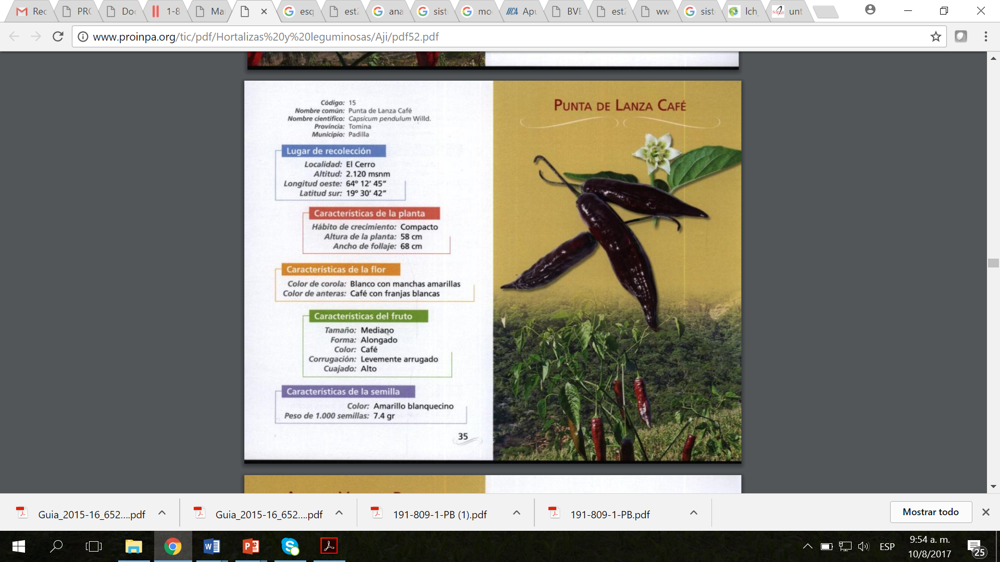 Rec
PRO
Doc
1-8
Ma
esq
est2
ana
sist
mo
IICA Apu
BVE
est2
ww
sist
lch_
unt
www.proinpa.org/tic/pdf/Hortalizas%20y%20leguminosas/Aji/pdf52.pdf
Código: 15
Nombre común: Punta de Lanza Café
Nombre científico: Capsicum pendulum Willd.
Provincia: Tomina
Municipio: Padilla
Lugar de recolección
Localidad: El Cerro
Altitud: 2.120 msnm
Longitud oeste: 64º 12' 45"
Latitud sur: 19º 30' 42"
Características de la planta
Hábito de crecimiento: Compacto
Altura de la planta: 58 cm
Ancho de follaje: 68 cm
Características de la flor
Color de corola: Blanco con manchas amarillas
Color de anteras: Café con franjas blancas
Características del fruto
Tamaño: Mediano
Forma: Alongado
Color: Café
Corrugación: Levemente arrugado
Cuajado: Alto
Características de la semilla
Color: Amarillo blanquecino
Peso de 1.000 semillas: 7.4 gr
35
PUNTA DE LANZA CAFÉ
Guia_2015-16_652....pdf
Guia_2015-16_652....pdf
191-809-1-PB (1).pdf
191-809-1-PB.pdf
Mostrar todo
ESP
9:54 a. m.
10/8/2017
25